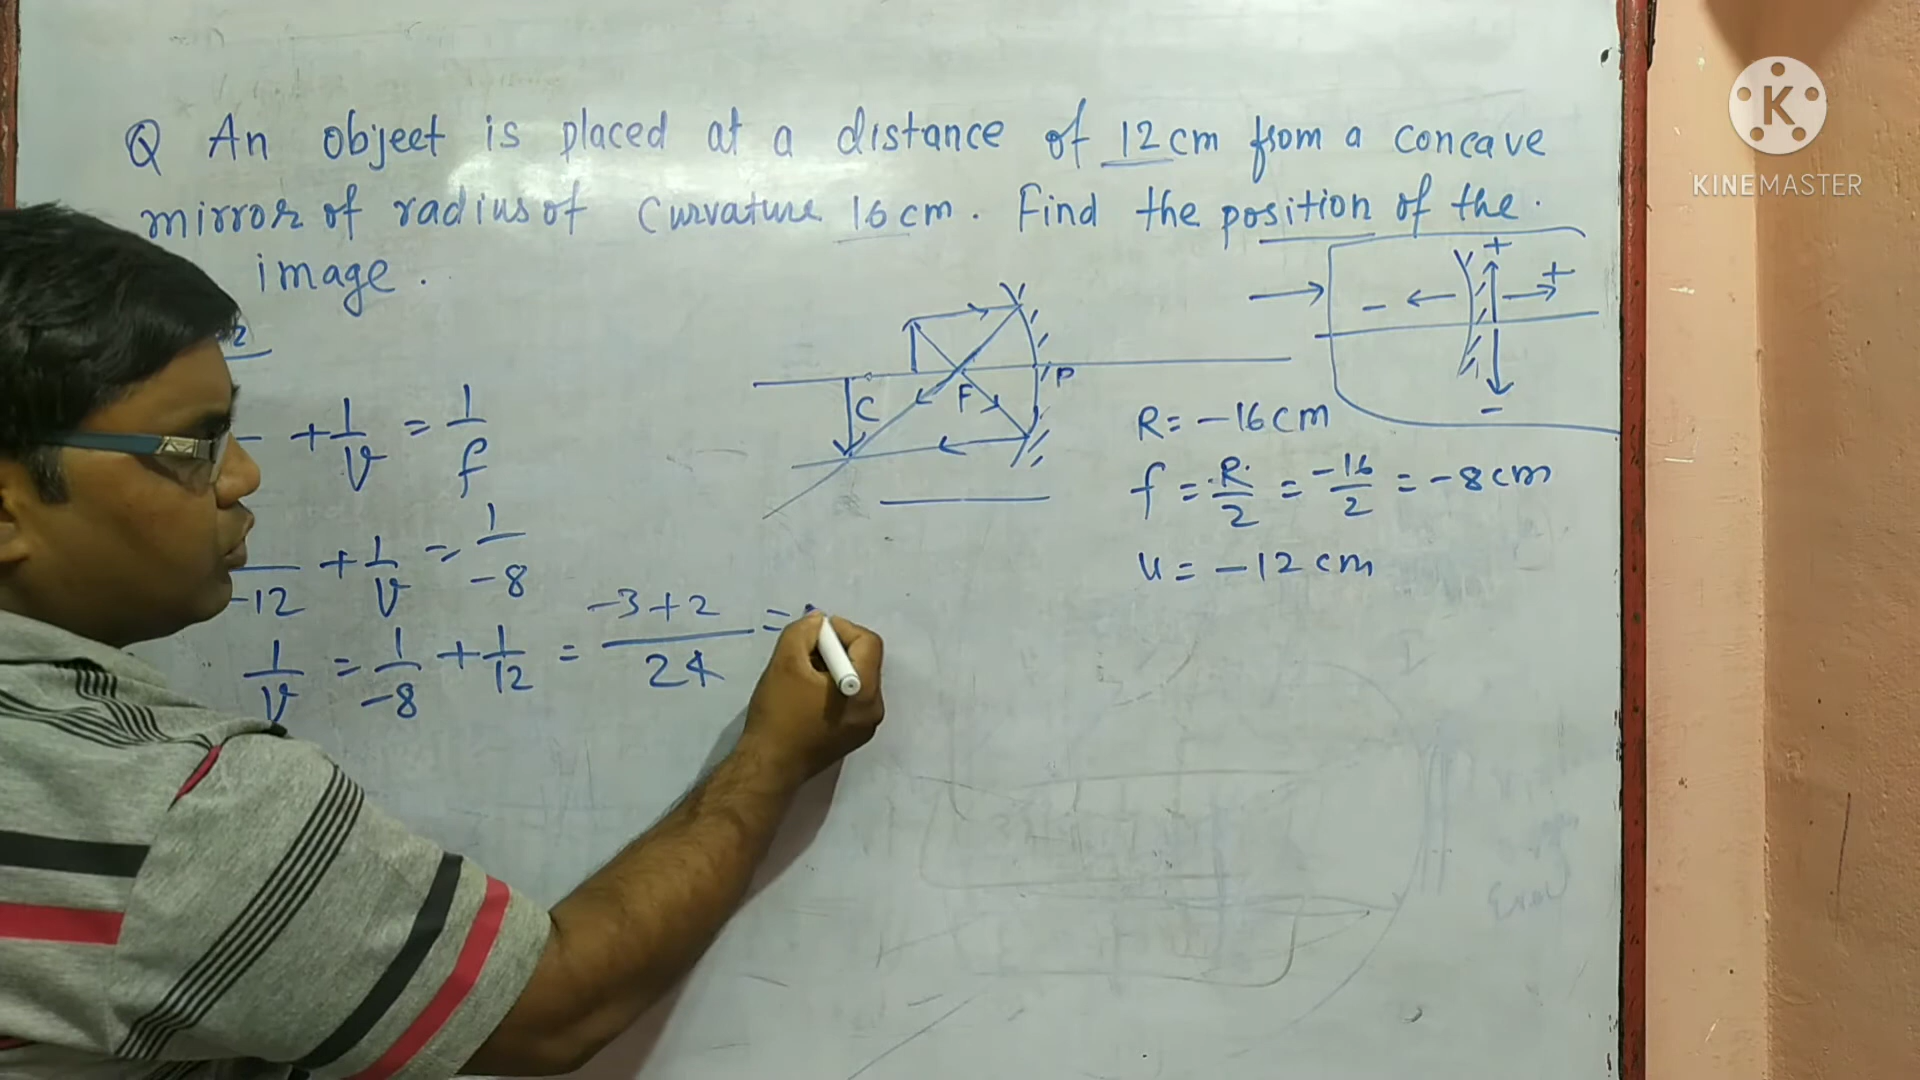 Q An object is placed at a distance of 12 cm from a concave
mirror of radius of curvature 16 cm. Find the position of the
image.
K
KINEMASTER
+
- +
-
C F P
+ 1/v = 1/f
R = -16 cm
f = R/2 = -16/2 = -8 cm
u = -12 cm
/-12 + 1/v = 1/-8
1/v = 1/-8 + 1/12 = -3+2/24 =